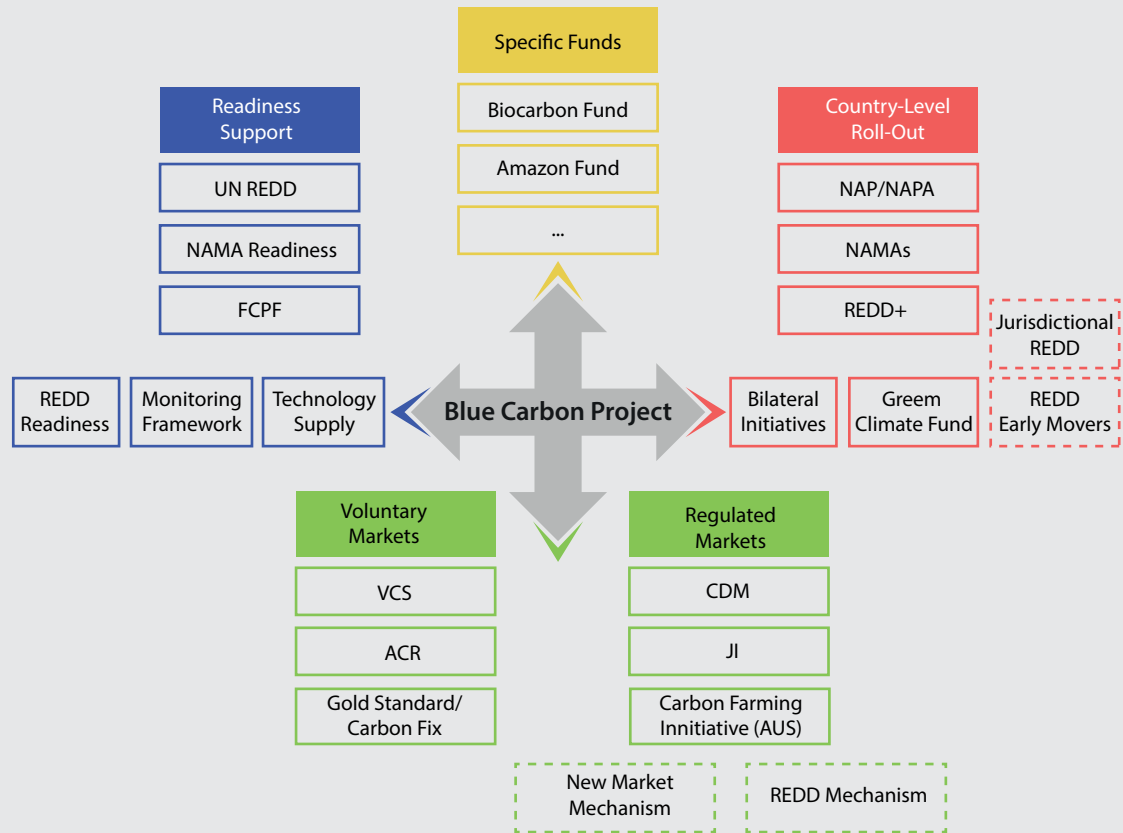 Specific Funds
Biocarbon Fund
Amazon Fund
...
Readiness
Support
UN REDD
NAMA Readiness
FCPF
REDD
Readiness
Monitoring
Framework
Technology
Supply
Blue Carbon Project
Country-Level
Roll-Out
NAP/NAPA
NAMAs
REDD+
Jurisdictional
REDD
Bilateral
Initiatives
Greem
Climate Fund
REDD
Early Movers
Voluntary
Markets
VCS
ACR
Gold Standard/
Carbon Fix
Regulated
Markets
CDM
JI
Carbon Farming
Innitiative (AUS)
New Market
Mechanism
REDD Mechanism